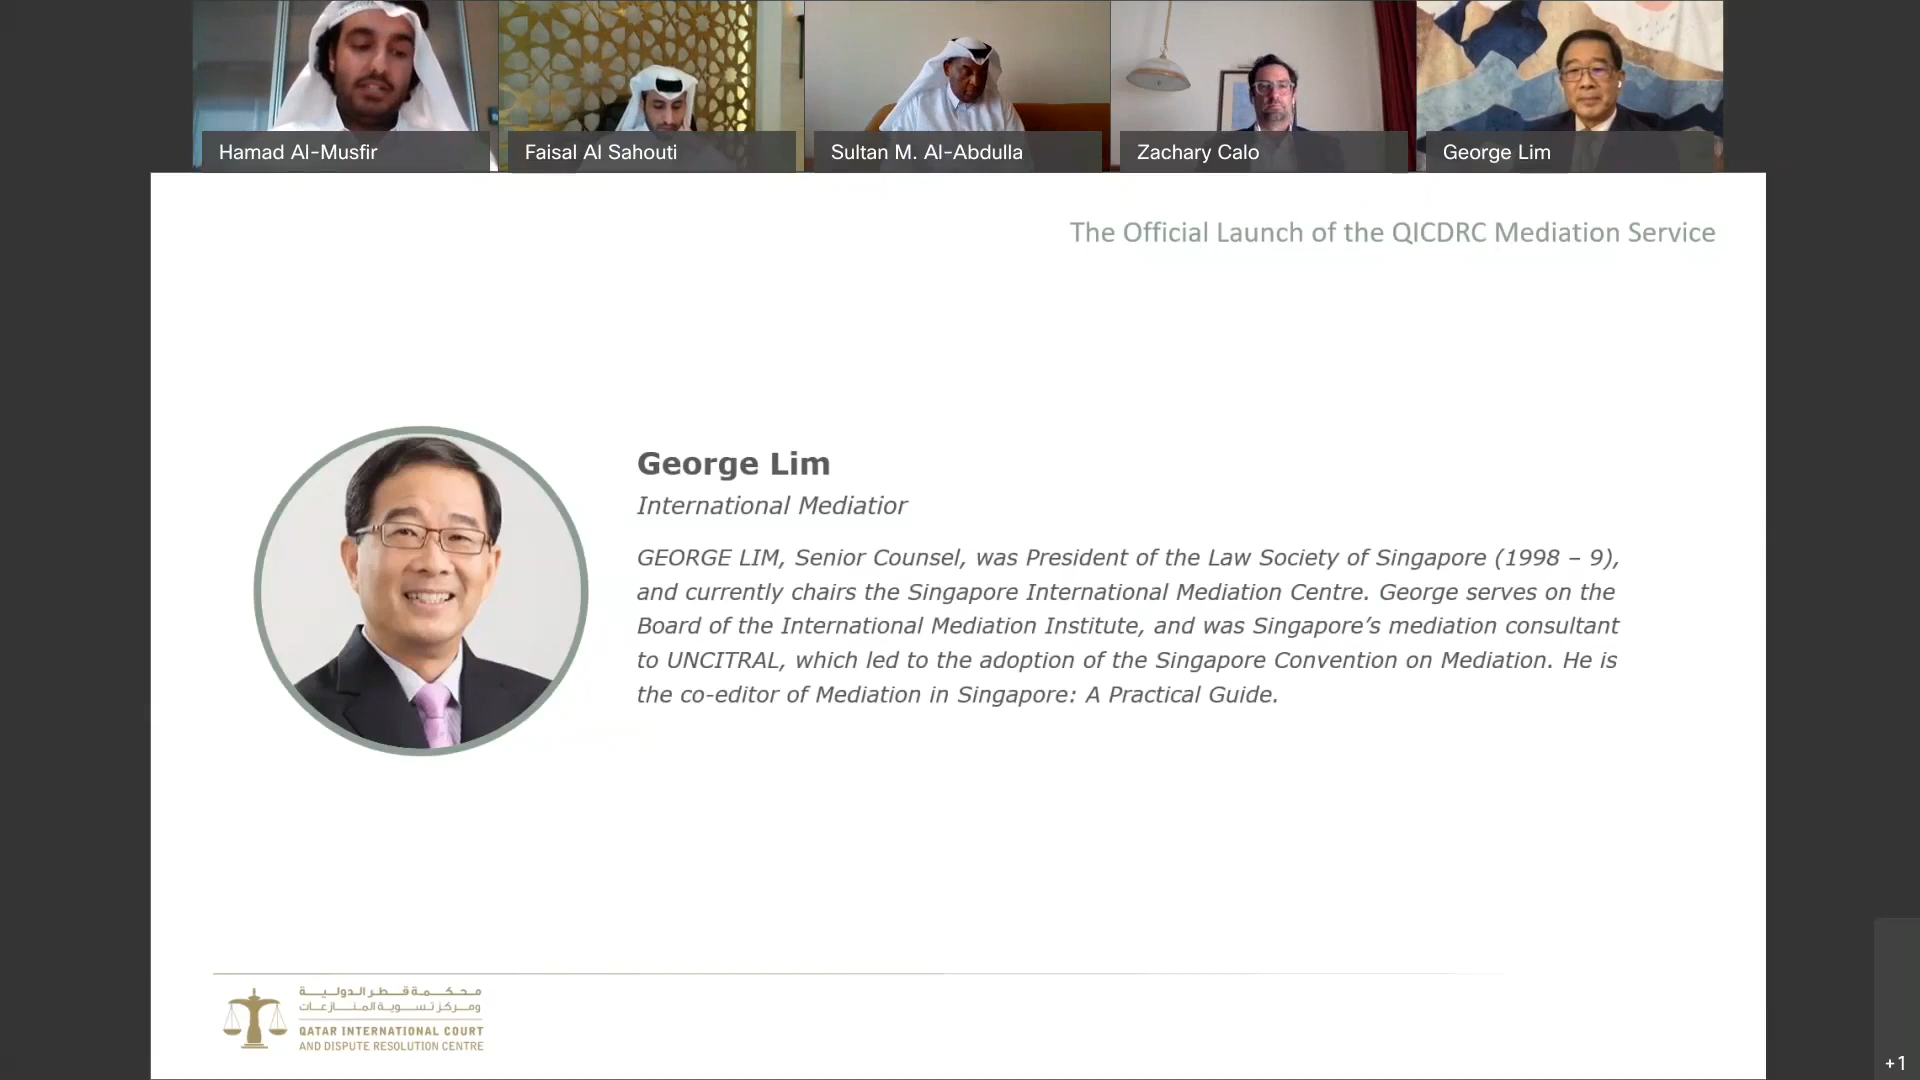 Hamad Al-Musfir
Faisal Al Sahouti
Sultan M. Al-Abdulla
Zachary Calo
George Lim
The Official Launch of the QICDRC Mediation Service
George Lim
International Mediatior
GEORGE LIM, Senior Counsel, was President of the Law Society of Singapore (1998 – 9),
and currently chairs the Singapore International Mediation Centre. George serves on the
Board of the International Mediation Institute, and was Singapore’s mediation consultant
to UNCITRAL, which led to the adoption of the Singapore Convention on Mediation. He is
the co-editor of Mediation in Singapore: A Practical Guide.
محكمة قطر الدولية
ومركز تسوية المنازعات
QATAR INTERNATIONAL COURT
AND DISPUTE RESOLUTION CENTRE
+1